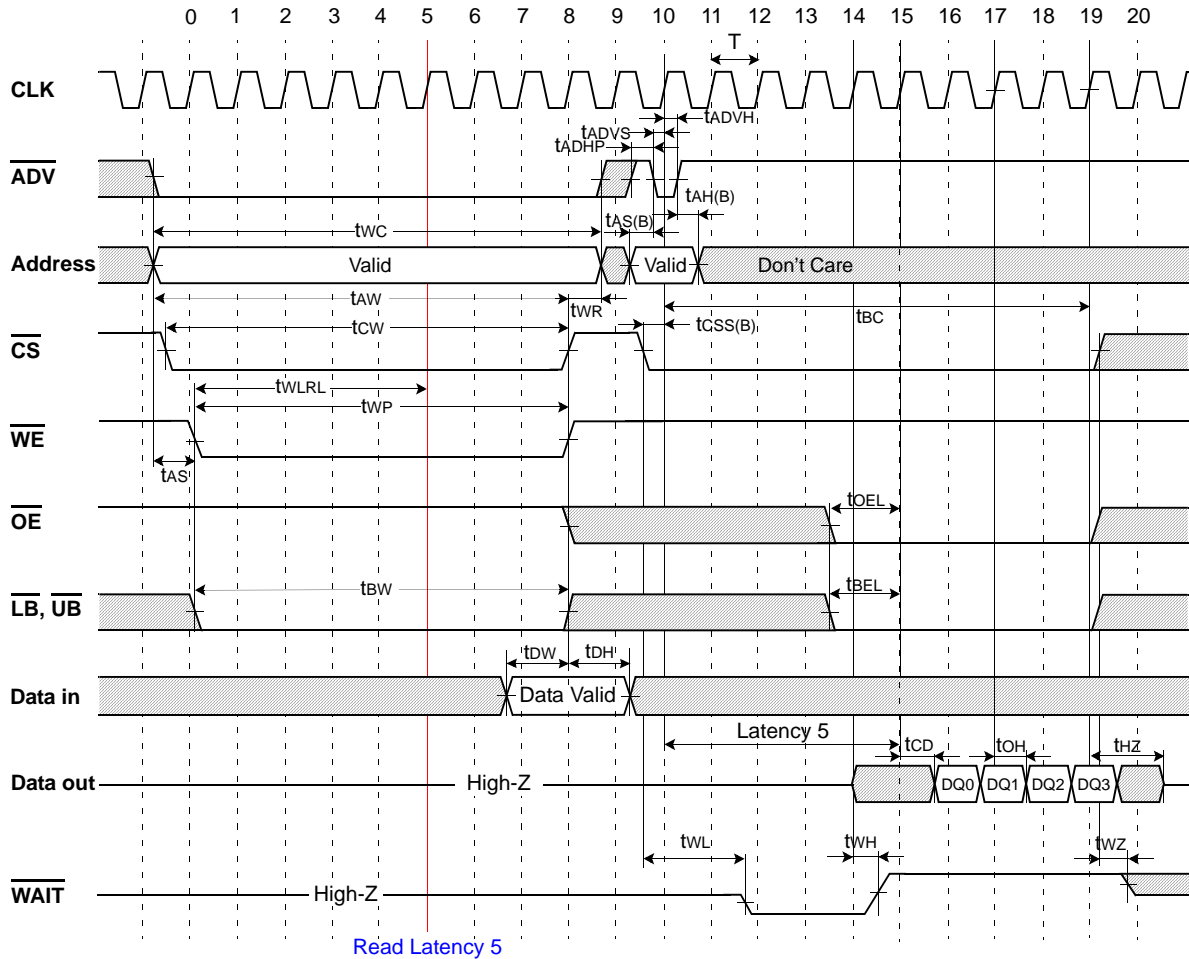 0 1 2 3 4 5 6 7 8 9 10 11 12 13 14 15 16 17 18 19 20
T
CLK
tADVH
tADVS
tADHP
ADV
tAH(B)
tAS(B)
tWC
Address Valid Valid Don't Care
tAW tWR
tBC
tCW tCSS(B)
CS
tWLRL
tWP
WE
tAS
tOEL
OE
tBW tBEL
LB, UB
tDW tDH
Data in Data Valid
Latency 5
tCD tOH tHZ
Data out High-Z DQ0 DQ1 DQ2 DQ3
tWL tWH tWZ
WAIT High-Z
Read Latency 5